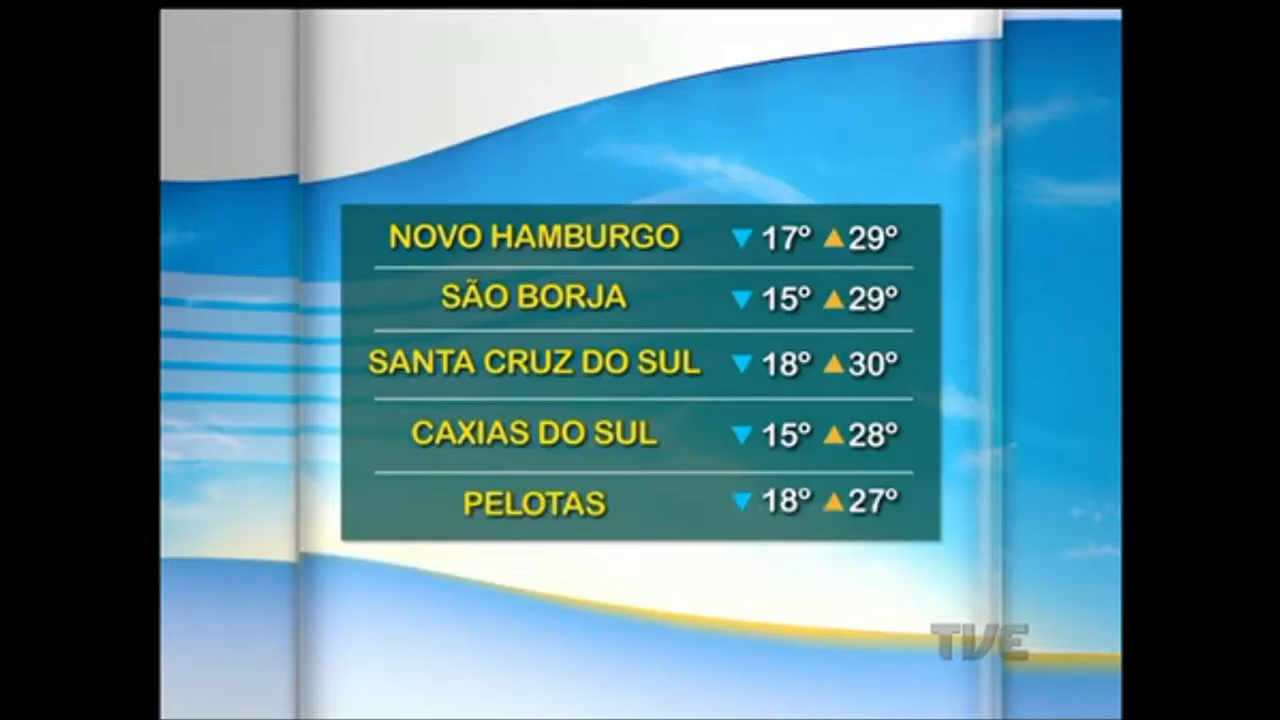 NOVO HAMBURGO ▼ 17º ▲ 29º
SÃO BORJA ▼ 15º ▲ 29º
SANTA CRUZ DO SUL ▼ 18º ▲ 30º
CAXIAS DO SUL ▼ 15º ▲ 28º
PELOTAS ▼ 18º ▲ 27º
TVE